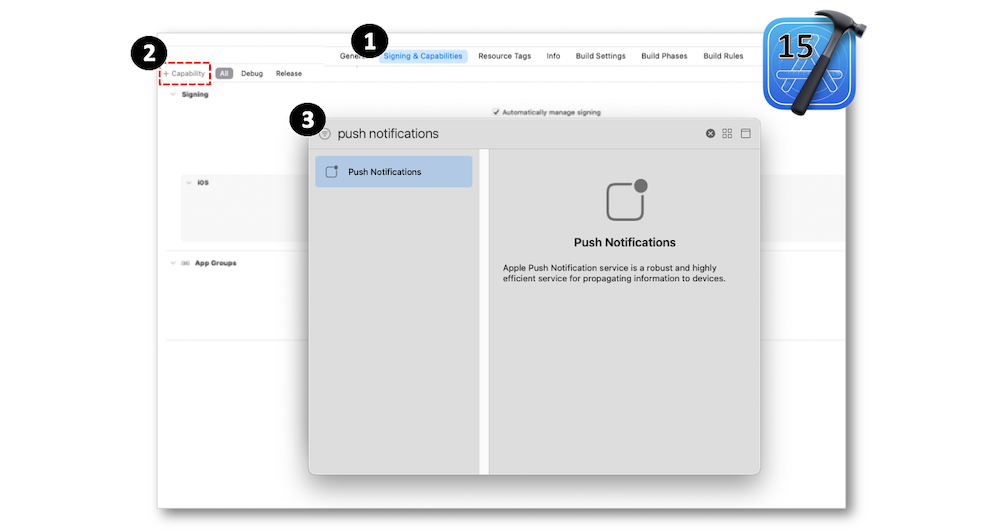 1
2
15
General
Signing & Capabilities
Resource Tags
Info
Build Settings
Build Phases
Build Rules
+ Capability
All
Debug
Release
Signing
Automatically manage signing
3
push notifications
Push Notifications
iOS
Push Notifications
App Groups
Apple Push Notification service is a robust and highly
efficient service for propagating information to devices.